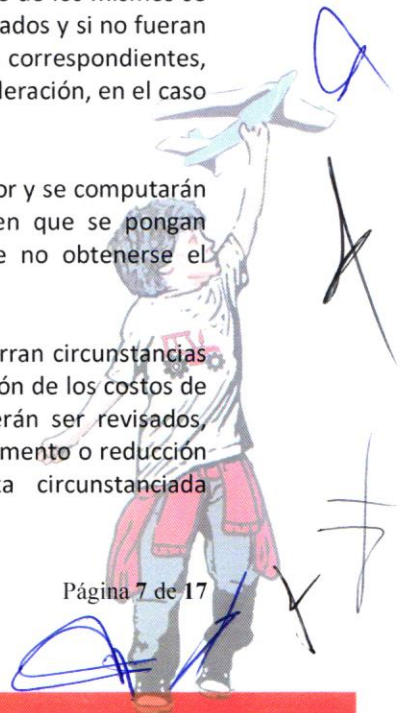 de los mismos se
ados y si no fueran
correspondientes,
leración, en el caso
or y se computarán
en que se pongan
e no obtenerse el
rran circunstancias
ón de los costos de
erán ser revisados,
mento o reducción
za circunstanciada
Página 7 de 17